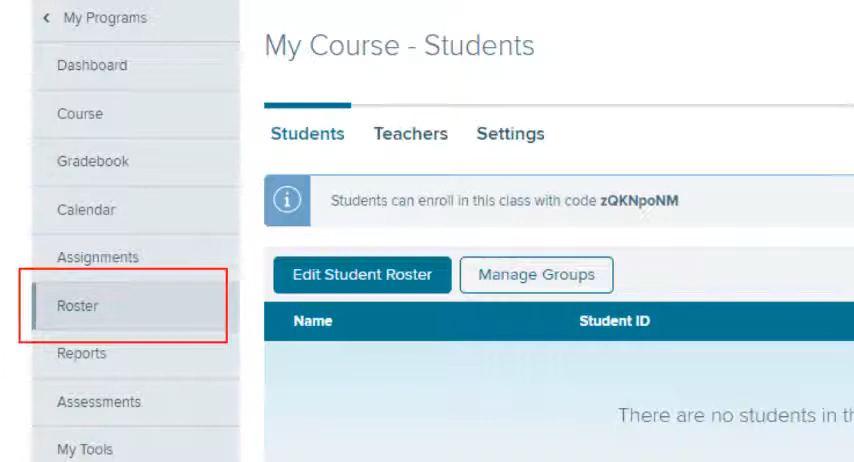 My Programs
Dashboard
Course
Gradebook
Calendar
Assignments
Roster
Reports
Assessments
My Tools
My Course - Students
Students Teachers Settings
Students can enroll in this class with code zQKNpoNM
Edit Student Roster Manage Groups
Name Student ID
There are no students in